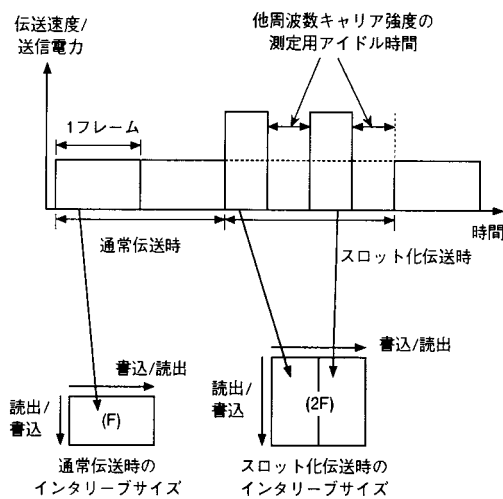 伝送速度/
送信電力
他周波数キャリア強度の
測定用アイドル時間
1フレーム
通常伝送時
スロット化伝送時
時間
書込/読出
読出/
書込
(F)
通常伝送時の
インタリーブサイズ
書込/読出
読出/
書込
(2F)
スロット化伝送時の
インタリーブサイズ